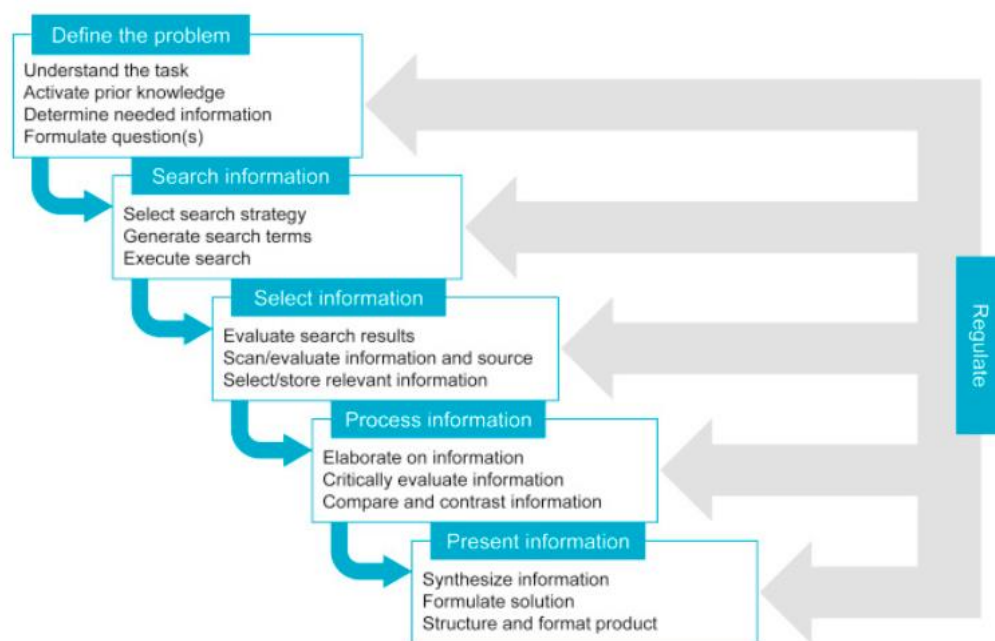 Define the problem
Understand the task
Activate prior knowledge
Determine needed information
Formulate question(s)
Search information
Select search strategy
Generate search terms
Execute search
Select information
Evaluate search results
Scan/evaluate information and source
Select/store relevant information
Process information
Elaborate on information
Critically evaluate information
Compare and contrast information
Present information
Synthesize information
Formulate solution
Structure and format product
Regulate